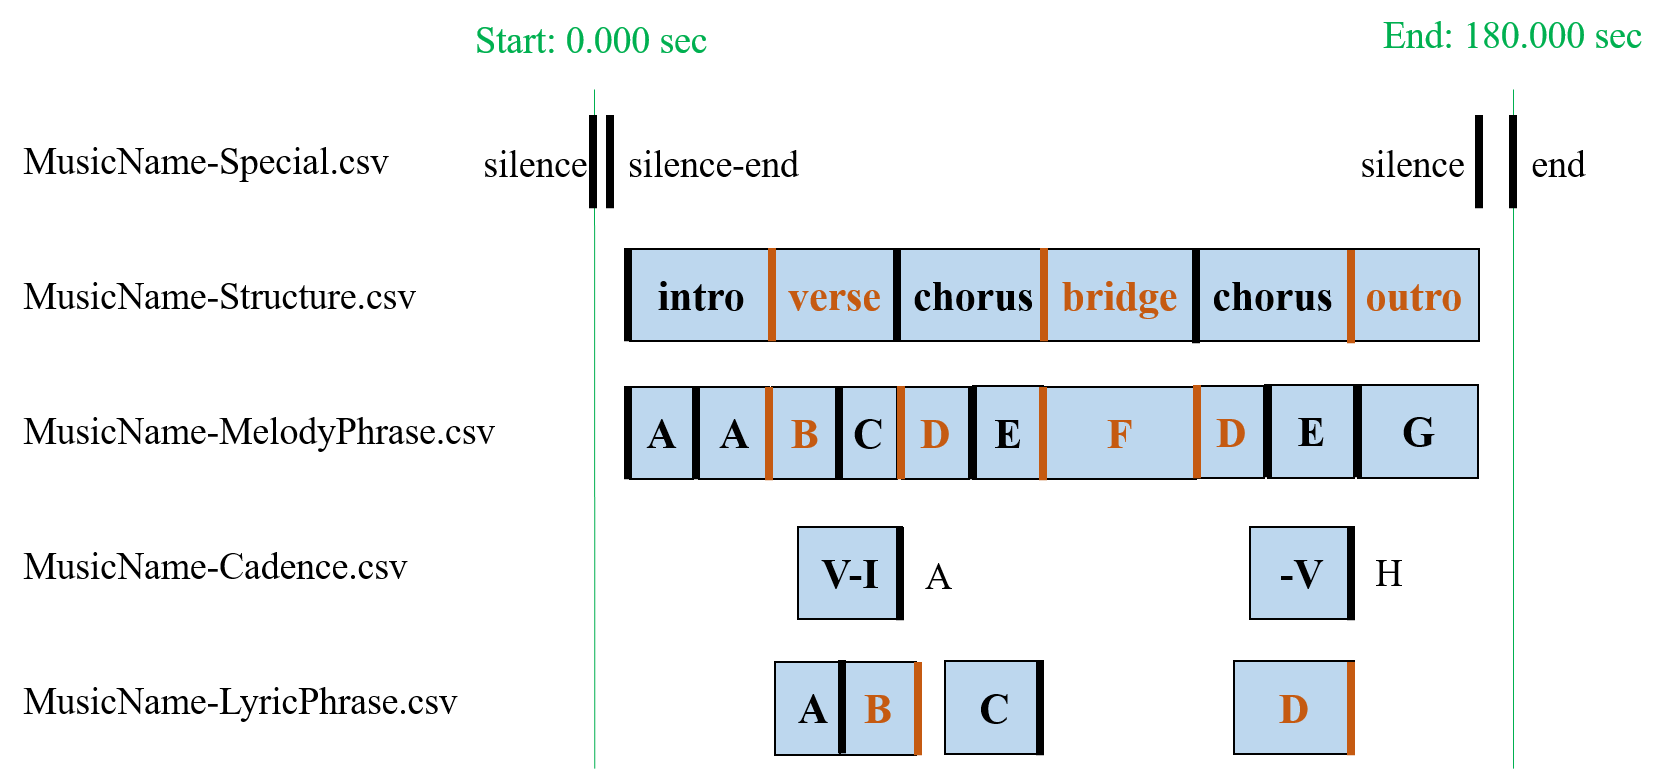 Start: 0.000 sec
End: 180.000 sec
MusicName-Special.csv silence silence-end silence end
MusicName-Structure.csv intro verse chorus bridge chorus outro
MusicName-MelodyPhrase.csv A A B C D E F D E G
MusicName-Cadence.csv V-I A -V H
MusicName-LyricPhrase.csv A B C D